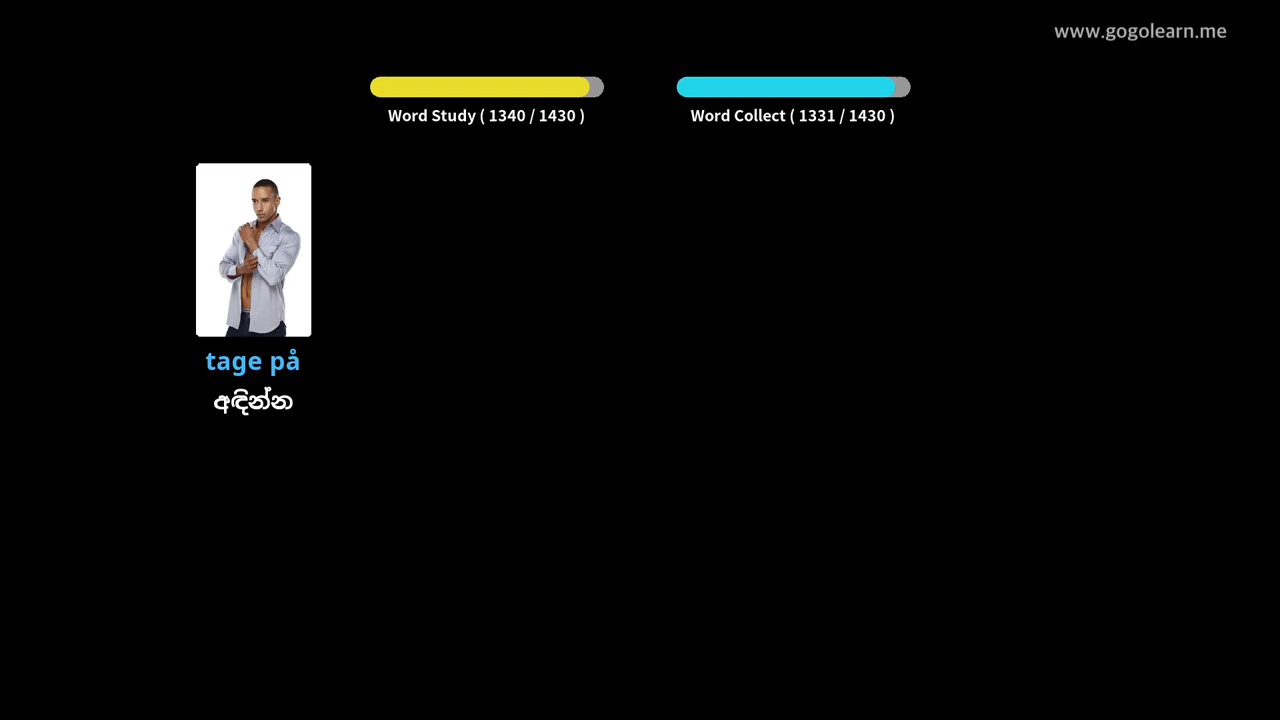 www.gogolearn.me
Word Study ( 1340 / 1430 )
Word Collect ( 1331 / 1430 )
tage på
අඳින්න